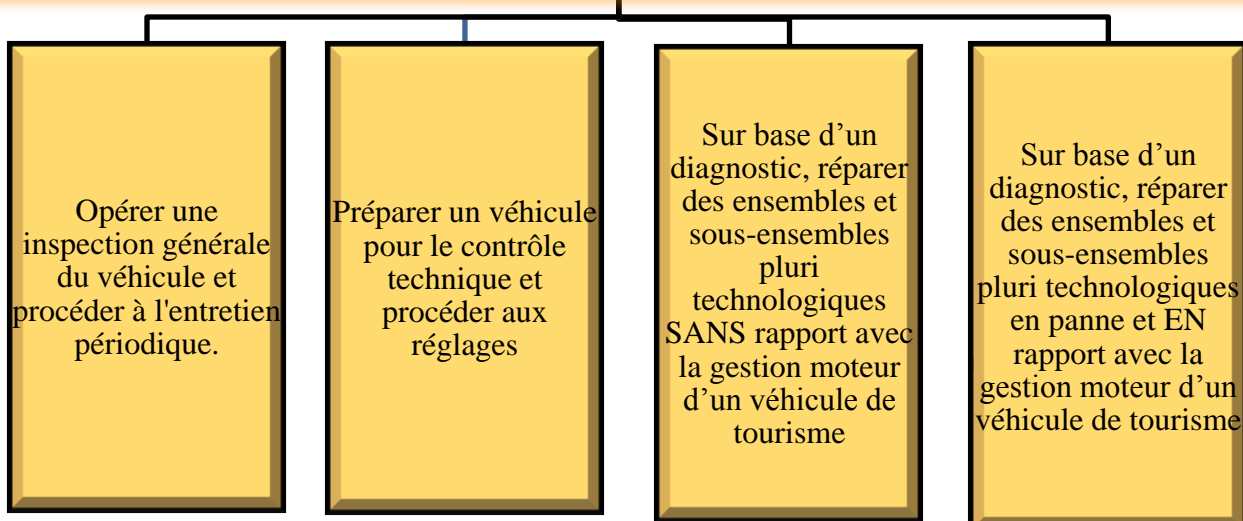 Opérer une
inspection générale
du véhicule et
procéder à l'entretien
périodique.
Préparer un véhicule
pour le contrôle
technique et
procéder aux
réglages
Sur base d’un
diagnostic, réparer
des ensembles et
sous-ensembles
pluri
technologiques
SANS rapport avec
la gestion moteur
d’un véhicule de
tourisme
Sur base d’un
diagnostic, réparer
des ensembles et
sous-ensembles
pluri technologiques
en panne et EN
rapport avec la
gestion moteur d’un
véhicule de tourisme